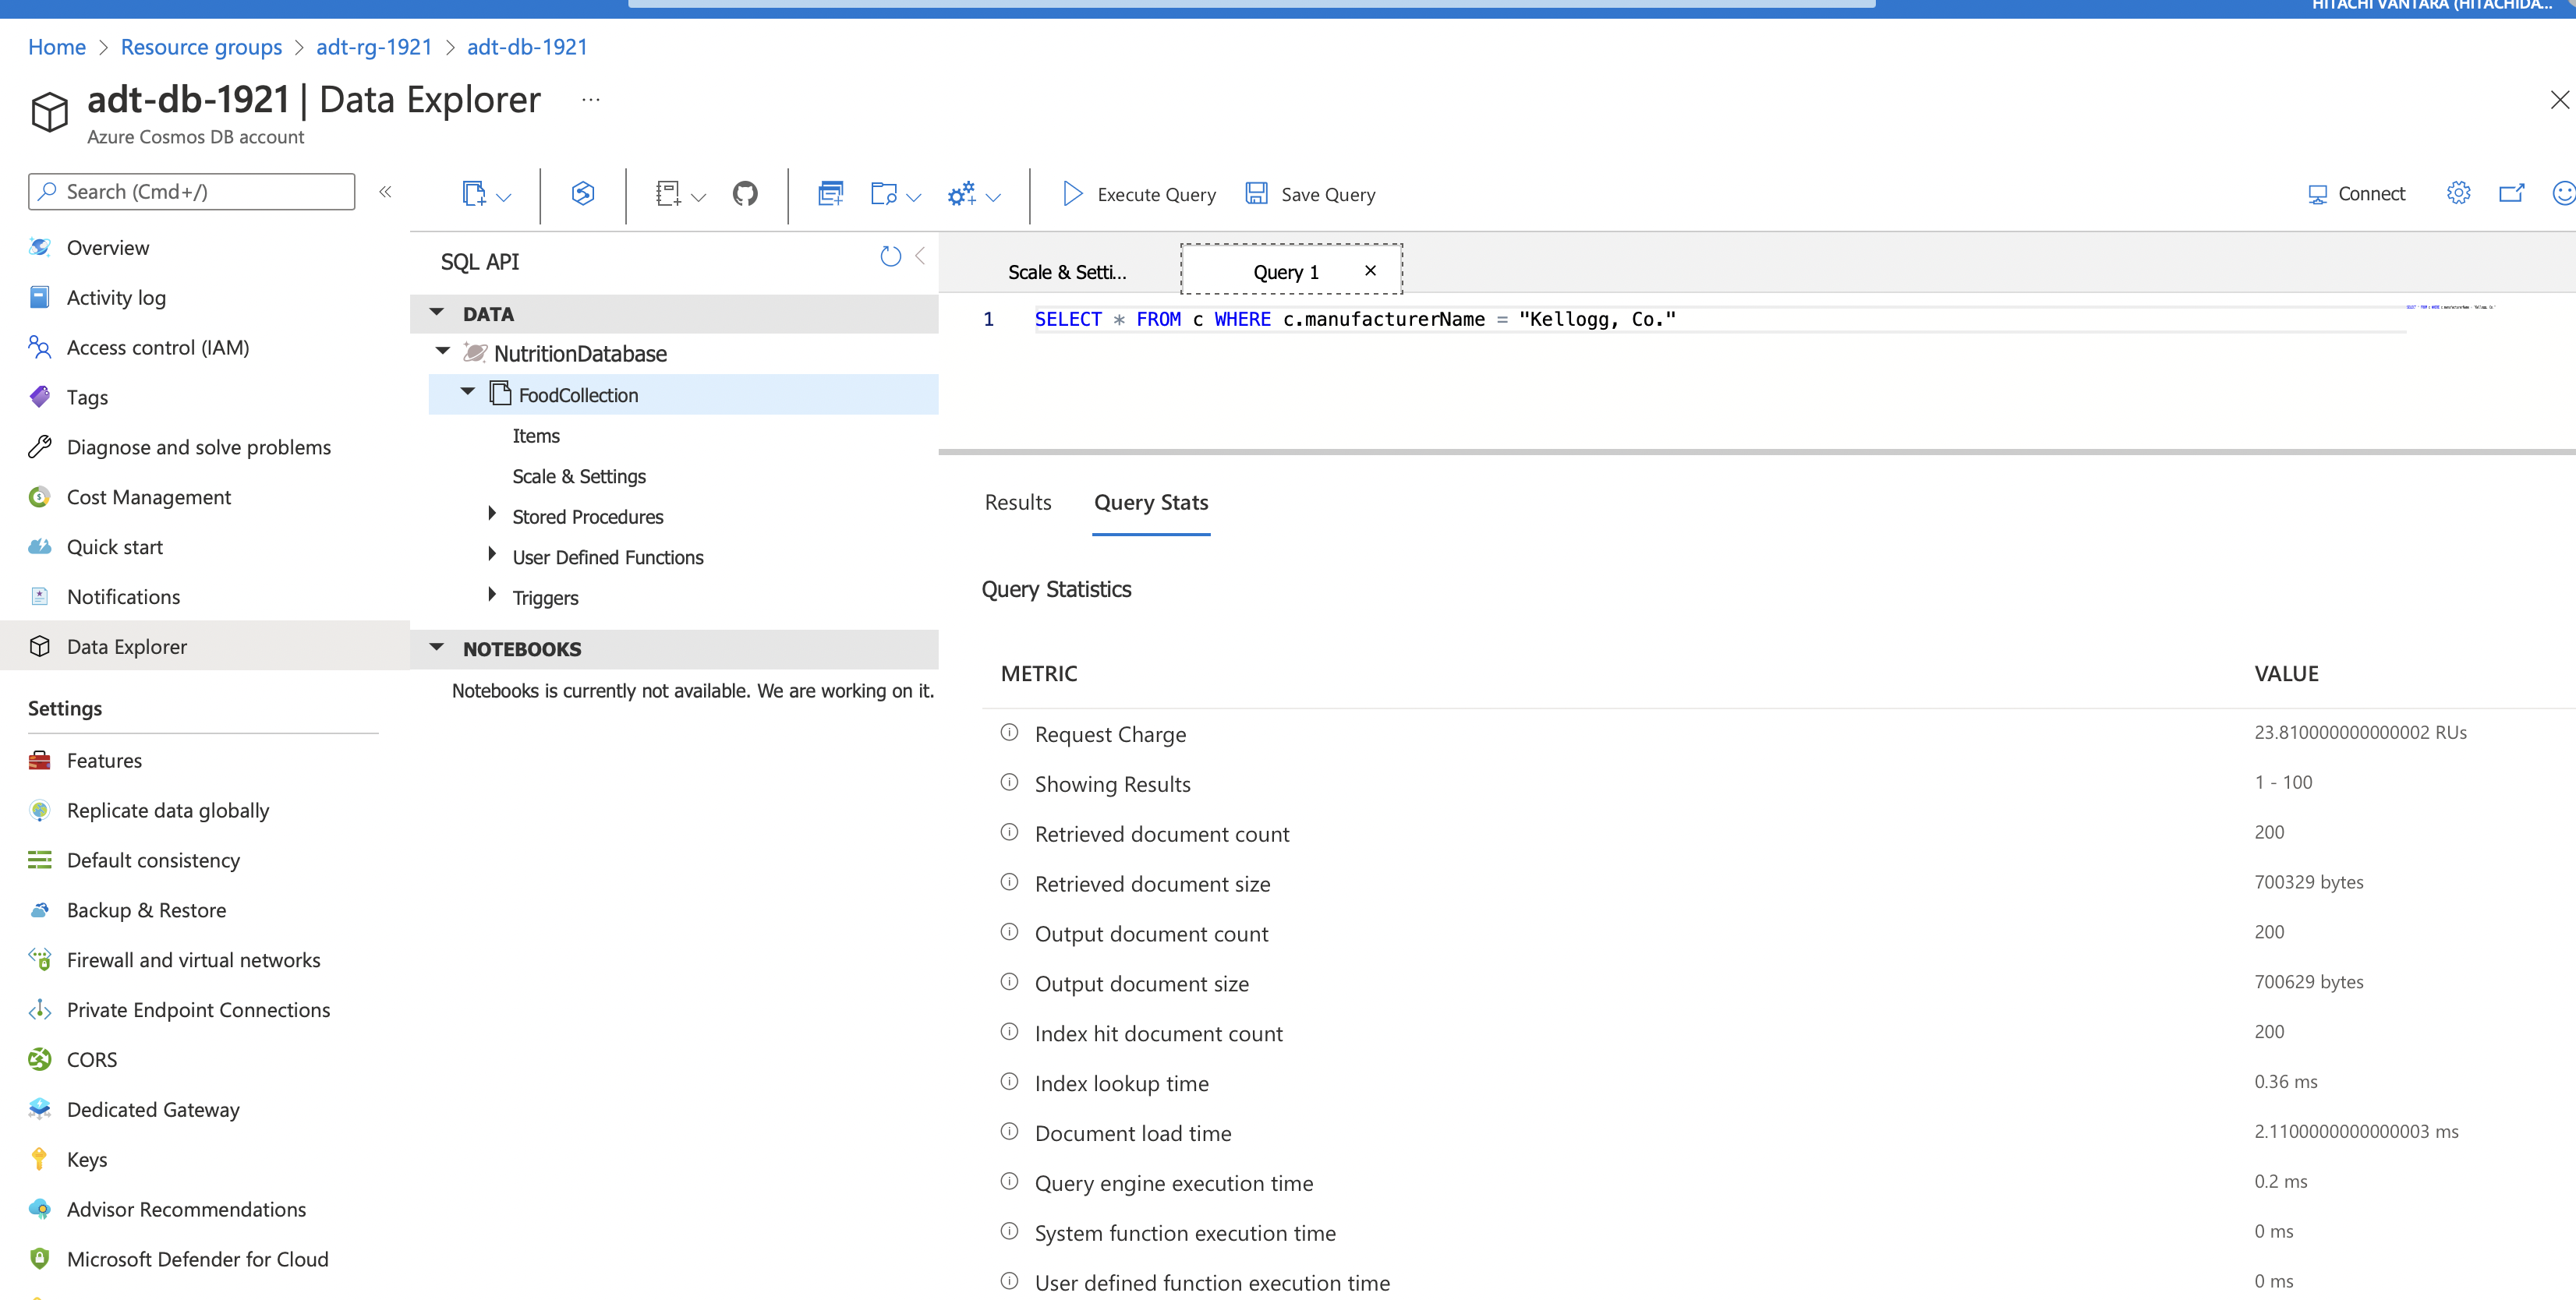 HITACHI VANTARA (HITACHIDA...
Home > Resource groups > adt-rg-1921 > adt-db-1921
adt-db-1921 | Data Explorer ...
Azure Cosmos DB account
Search (Cmd+/)
Execute Query
Save Query
Connect
Overview
Activity log
Access control (IAM)
Tags
Diagnose and solve problems
Cost Management
Quick start
Notifications
Data Explorer
Settings
Features
Replicate data globally
Default consistency
Backup & Restore
Firewall and virtual networks
Private Endpoint Connections
CORS
Dedicated Gateway
Keys
Advisor Recommendations
Microsoft Defender for Cloud
SQL API
DATA
NutritionDatabase
FoodCollection
Items
Scale & Settings
Stored Procedures
User Defined Functions
Triggers
NOTEBOOKS
Notebooks is currently not available. We are working on it.
Scale & Setti...
Query 1
1 SELECT * FROM c WHERE c.manufacturerName = "Kellogg, Co."
Results Query Stats
Query Statistics
METRIC VALUE
Request Charge 23.810000000000002 RUs
Showing Results 1 - 100
Retrieved document count 200
Retrieved document size 700329 bytes
Output document count 200
Output document size 700629 bytes
Index hit document count 200
Index lookup time 0.36 ms
Document load time 2.1100000000000003 ms
Query engine execution time 0.2 ms
System function execution time 0 ms
User defined function execution time 0 ms